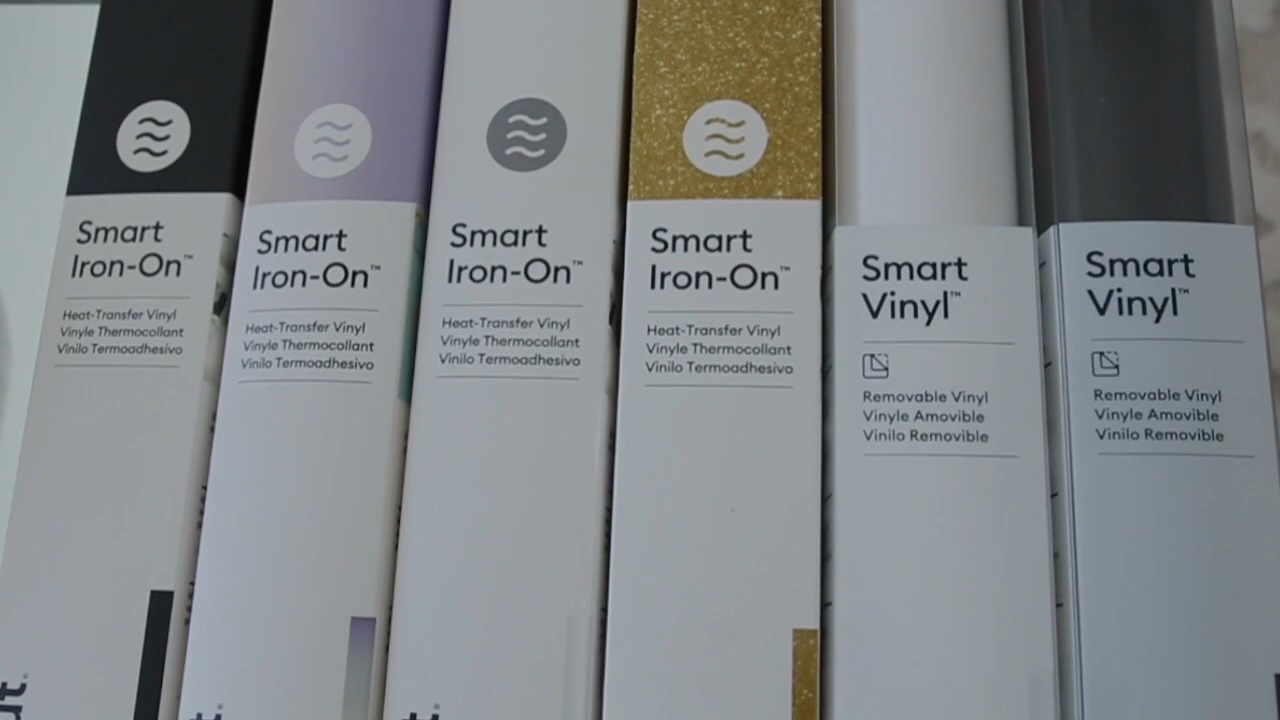 Smart
Iron-On™
Heat-Transfer Vinyl
Vinyle Thermocollant
Vinilo Termoadhesivo
Smart
Iron-On™
Heat-Transfer Vinyl
Vinyle Thermocollant
Vinilo Termoadhesivo
Smart
Iron-On™
Heat-Transfer Vinyl
Vinyle Thermocollant
Vinilo Termoadhesivo
Smart
Iron-On™
Heat-Transfer Vinyl
Vinyle Thermocollant
Vinilo Termoadhesivo
Smart
Vinyl™
Removable Vinyl
Vinyle Amovible
Vinilo Removible
Smart
Vinyl™
Removable Vinyl
Vinyle Amovible
Vinilo Removible